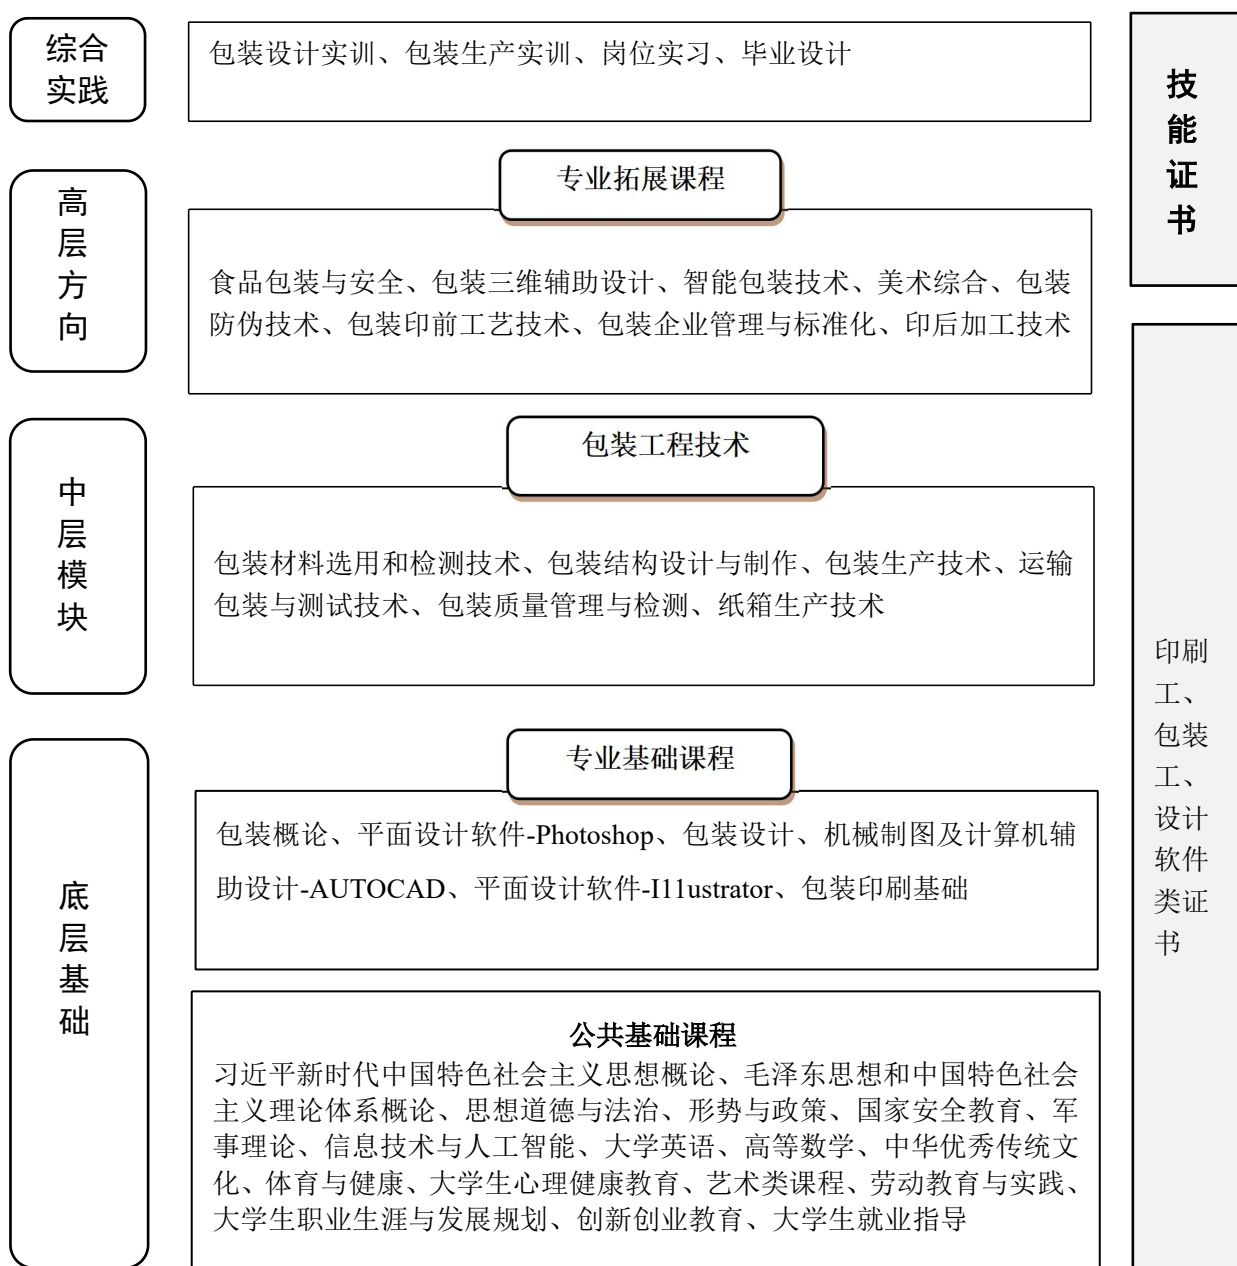 综合
实践
包装设计实训、包装生产实训、岗位实习、毕业设计
高
层
方
向
专业拓展课程
食品包装与安全、包装三维辅助设计、智能包装技术、美术综合、包装
防伪技术、包装印前工艺技术、包装企业管理与标准化、印后加工技术
中
层
模
块
包装工程技术
包装材料选用和检测技术、包装结构设计与制作、包装生产技术、运输
包装与测试技术、包装质量管理与检测、纸箱生产技术
底
层
基
础
专业基础课程
包装概论、平面设计软件-Photoshop、包装设计、机械制图及计算机辅
助设计-AUTOCAD、平面设计软件-I11ustrator、包装印刷基础
公共基础课程
习近平新时代中国特色社会主义思想概论、毛泽东思想和中国特色社会
主义理论体系概论、思想道德与法治、形势与政策、国家安全教育、军
事理论、信息技术与人工智能、大学英语、高等数学、中华优秀传统文
化、体育与健康、大学生心理健康教育、艺术类课程、劳动教育与实践、
大学生职业生涯与发展规划、创新创业教育、大学生就业指导
技
能
证
书
印刷
工、
包装
工、
设计
软件
类证
书